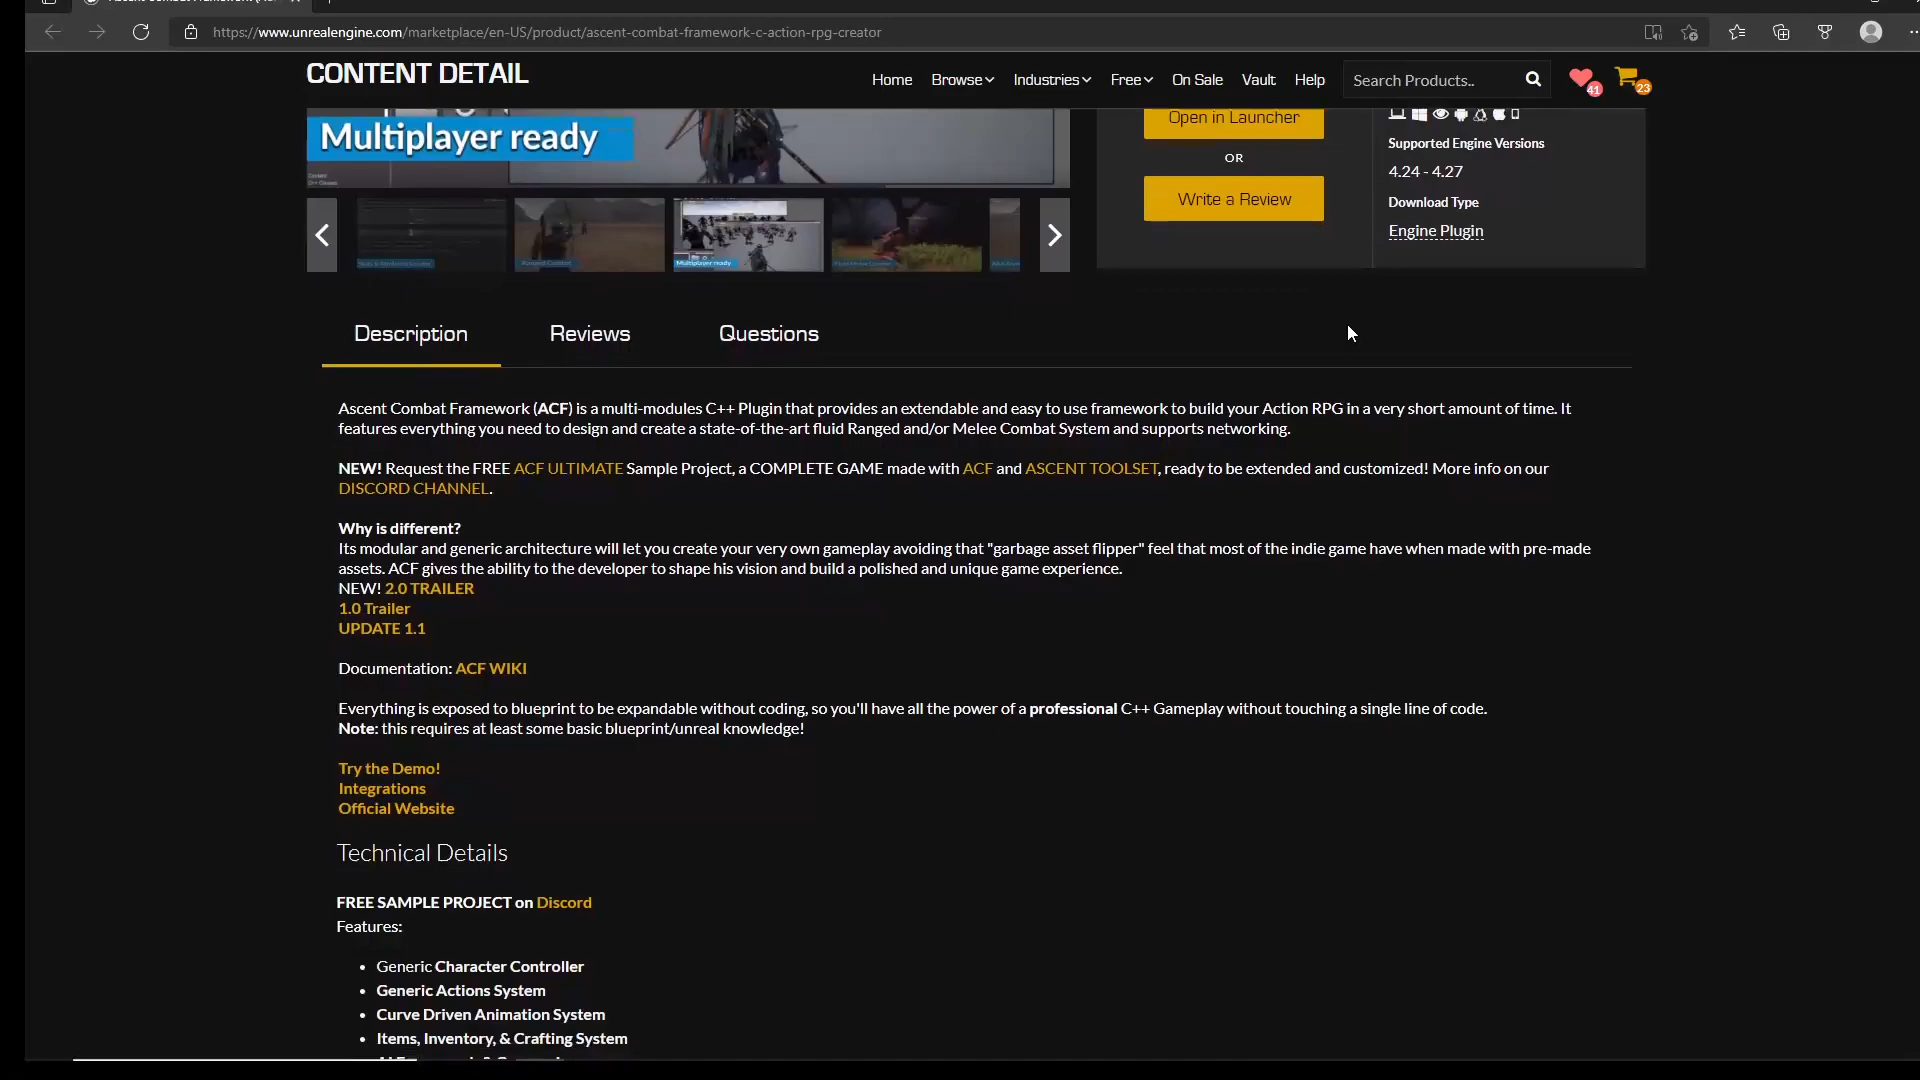 https://www.unrealengine.com/marketplace/en-US/product/ascent-combat-framework-c-action-rpg-creator
CONTENT DETAIL
Home Browse Industries Free On Sale Vault Help Search Products.. 41 23
Multiplayer ready
Open in Launcher
OR
Write a Review
Supported Engine Versions
4.24 - 4.27
Download Type
Engine Plugin
Multiplayer ready
Description Reviews Questions
Ascent Combat Framework (ACF) is a multi-modules C++ Plugin that provides an extendable and easy to use framework to build your Action RPG in a very short amount of time. It
features everything you need to design and create a state-of-the-art fluid Ranged and/or Melee Combat System and supports networking.
NEW! Request the FREE ACF ULTIMATE Sample Project, a COMPLETE GAME made with ACF and ASCENT TOOLSET, ready to be extended and customized! More info on our
DISCORD CHANNEL.
Why is different?
Its modular and generic architecture will let you create your very own gameplay avoiding that "garbage asset flipper" feel that most of the indie game have when made with pre-made
assets. ACF gives the ability to the developer to shape his vision and build a polished and unique game experience.
NEW! 2.0 TRAILER
1.0 Trailer
UPDATE 1.1
Documentation: ACF WIKI
Everything is exposed to blueprint to be expandable without coding, so you'll have all the power of a professional C++ Gameplay without touching a single line of code.
Note: this requires at least some basic blueprint/unreal knowledge!
Try the Demo!
Integrations
Official Website
Technical Details
FREE SAMPLE PROJECT on Discord
Features:
• Generic Character Controller
• Generic Actions System
• Curve Driven Animation System
• Items, Inventory, & Crafting System